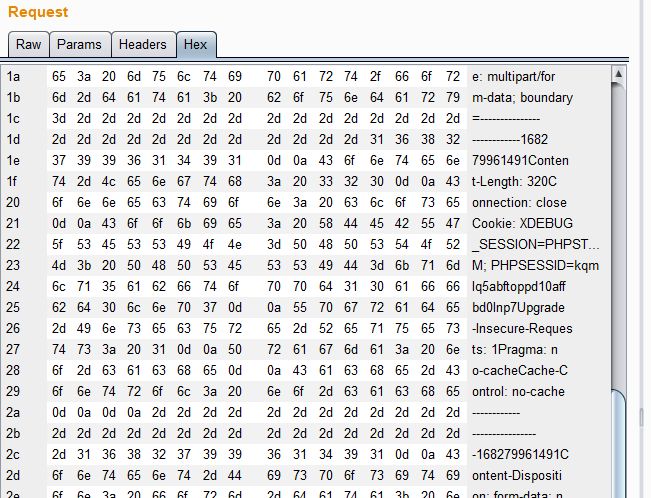 Request
Raw Params Headers Hex
1a 65 3a 20 6d 75 6c 74 69 70 61 72 74 2f 66 6f 72 e: multipart/for
1b 6d 2d 64 61 74 61 3b 20 62 6f 75 6e 64 61 72 79 m-data; boundary
1c 3d 2d 2d 2d 2d 2d 2d 2d 2d 2d 2d 2d 2d 2d 2d 2d =---------------
1d 2d 2d 2d 2d 2d 2d 2d 2d 2d 2d 2d 2d 31 36 38 32 ------------1682
1e 37 39 39 36 31 34 39 31 0d 0a 43 6f 6e 74 65 6e 79961491Conten
1f 74 2d 4c 65 6e 67 74 68 3a 20 33 32 30 0d 0a 43 t-Length: 320C
20 6f 6e 6e 65 63 74 69 6f 6e 3a 20 63 6c 6f 73 65 onnection: close
21 0d 0a 43 6f 6f 6b 69 65 3a 20 58 44 45 42 55 47 Cookie: XDEBUG
22 5f 53 45 53 53 49 4f 4e 3d 50 48 50 53 54 4f 52 _SESSION=PHPST...
23 4d 3b 20 50 48 50 53 45 53 53 49 44 3d 6b 71 6d M; PHPSESSID=kqm
24 6c 71 35 61 62 66 74 6f 70 70 64 31 30 61 66 66 lq5abftoppd10aff
25 62 64 30 6c 6e 70 37 0d 0a 55 70 67 72 61 64 65 bd0lnp7Upgrade
26 2d 49 6e 73 65 63 75 72 65 2d 52 65 71 75 65 73 -Insecure-Reques
27 74 73 3a 20 31 0d 0a 50 72 61 67 6d 61 3a 20 6e ts: 1Pragma: n
28 6f 2d 63 61 63 68 65 0d 0a 43 61 63 68 65 2d 43 o-cacheCache-C
29 6f 6e 74 72 6f 6c 3a 20 6e 6f 2d 63 61 63 68 65 ontrol: no-cache
2a 0d 0a 0d 0a 2d 2d 2d 2d 2d 2d 2d 2d 2d 2d 2d 2d ------------
2b 2d 2d 2d 2d 2d 2d 2d 2d 2d 2d 2d 2d 2d 2d 2d 2d ----------------
2c 2d 31 36 38 32 37 39 39 36 31 34 39 31 0d 0a 43 -168279961491C
2d 6f 6e 74 65 6e 74 2d 44 69 73 70 6f 73 69 74 69 ontent-Dispositi
2e 6f 6e 3a 20 66 6f 72 6d 2d 64 61 74 61 3b 20 6e on: form-data; n